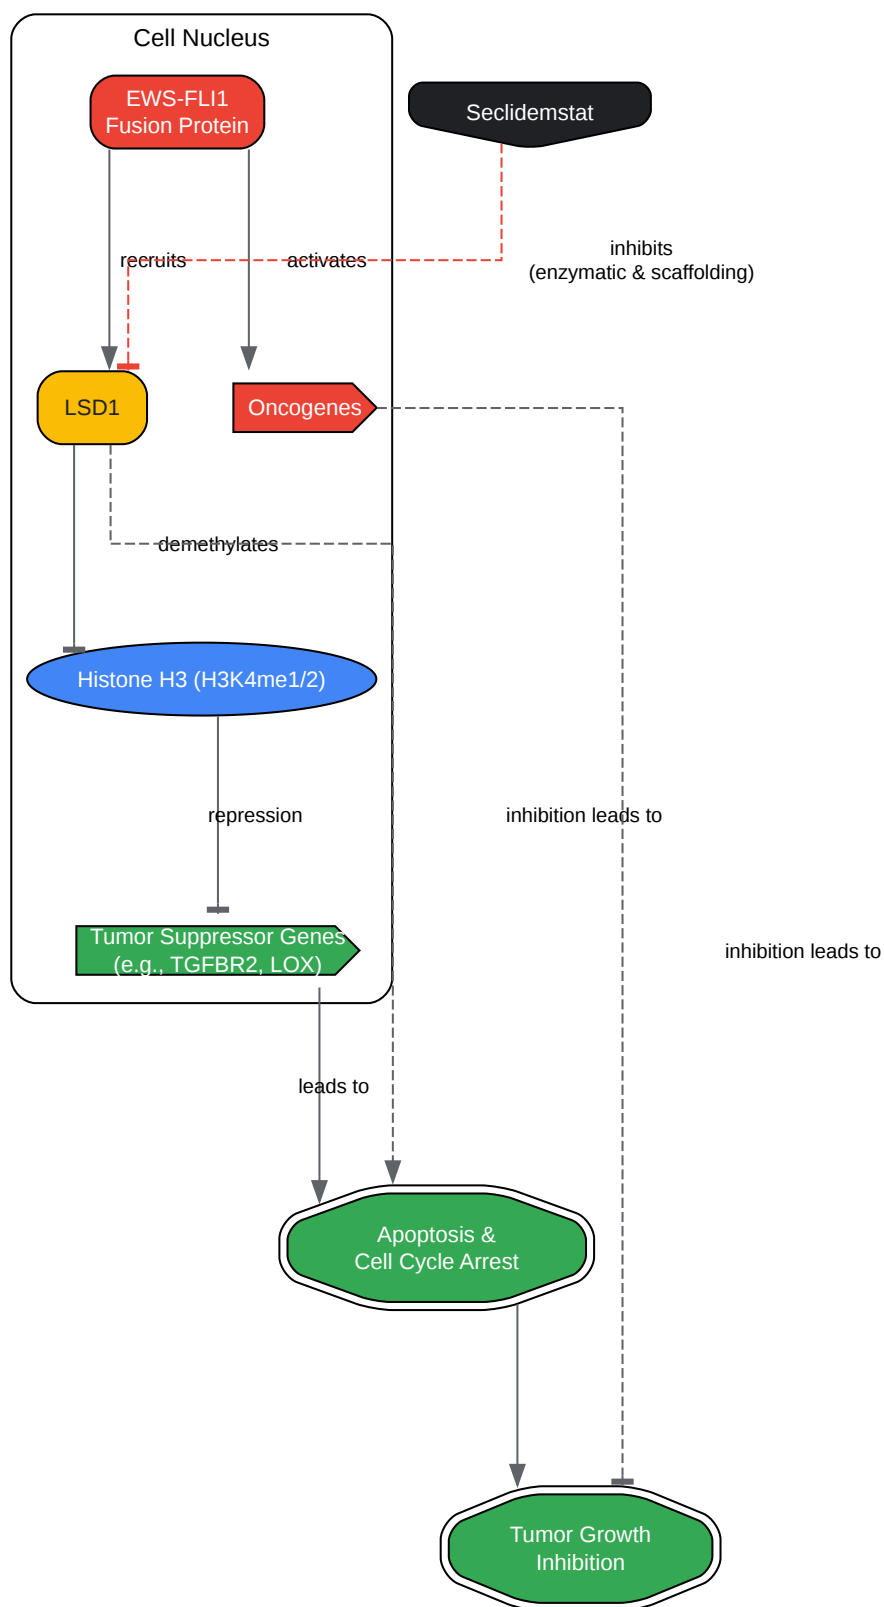 Cell Nucleus
EWS-FLI1
Fusion Protein
Seclidemstat
recruits
activates
inhibits
(enzymatic & scaffolding)
LSD1
Oncogenes
demethylates
Histone H3 (H3K4me1/2)
repression
inhibition leads to
Tumor Suppressor Genes
(e.g., TGFBR2, LOX)
inhibition leads to
leads to
Apoptosis &
Cell Cycle Arrest
Tumor Growth
Inhibition